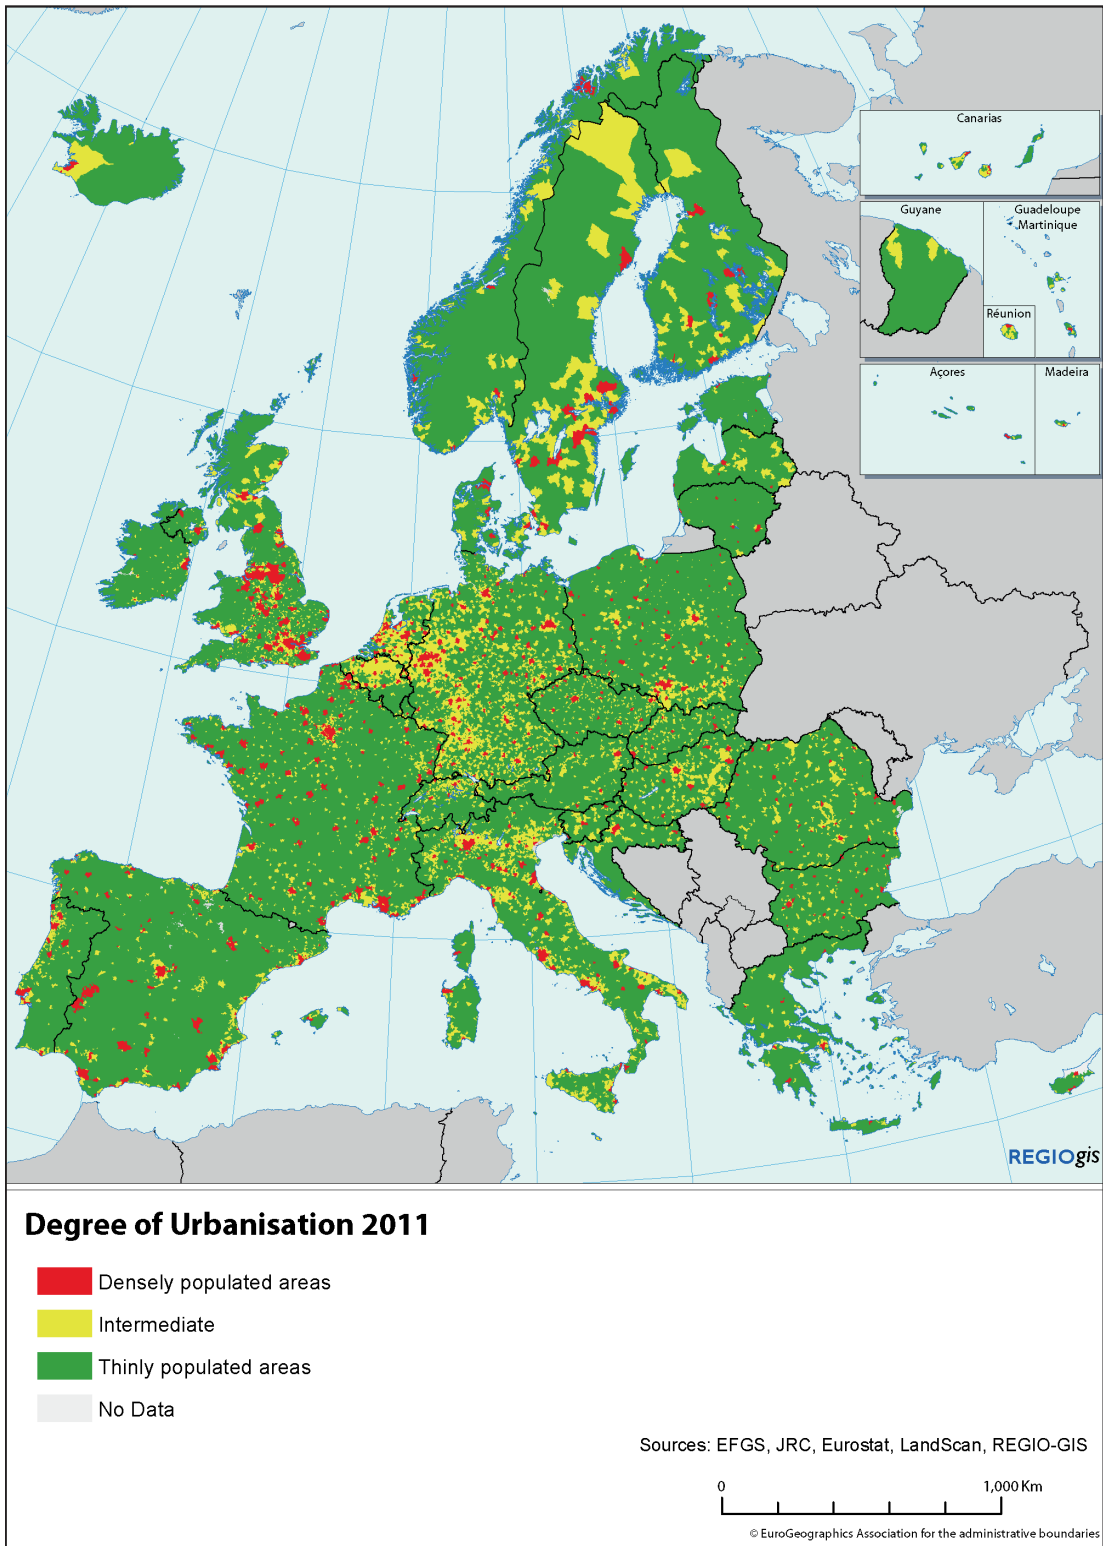 Canarias
Guyane
Guadeloupe
Martinique
Réunion
Açores
Madeira
REGIOgis
Degree of Urbanisation 2011
Densely populated areas
Intermediate
Thinly populated areas
No Data
Sources: EFGS, JRC, Eurostat, LandScan, REGIO-GIS
0
1,000 Km
© EuroGeographics Association for the administrative boundaries